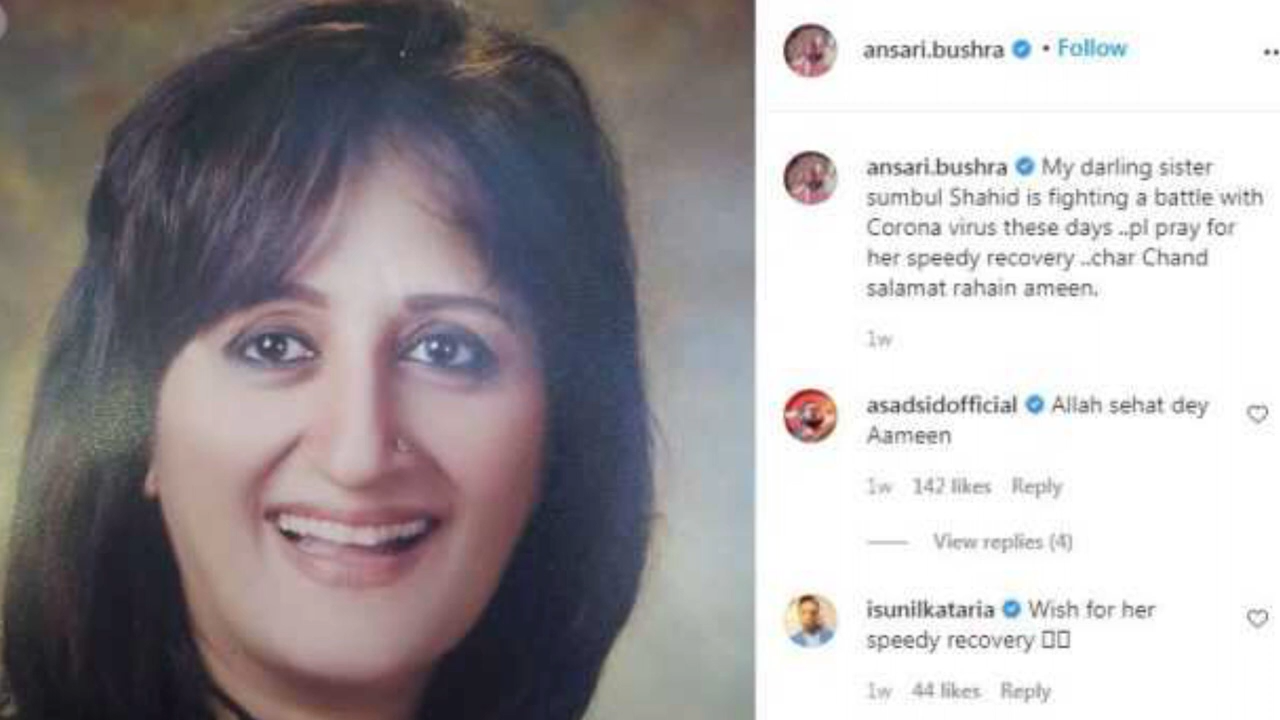 ansari.bushra • Follow
ansari.bushra My darling sister
sumbul Shahid is fighting a battle with
Corona virus these days ..pl pray for
her speedy recovery ..char Chand
salamat rahain ameen.
1w
asadsidofficial Allah sehat dey
Aameen
1w 142 likes Reply
View replies (4)
isunilkataria Wish for her
speedy recovery
1w 44 likes Reply